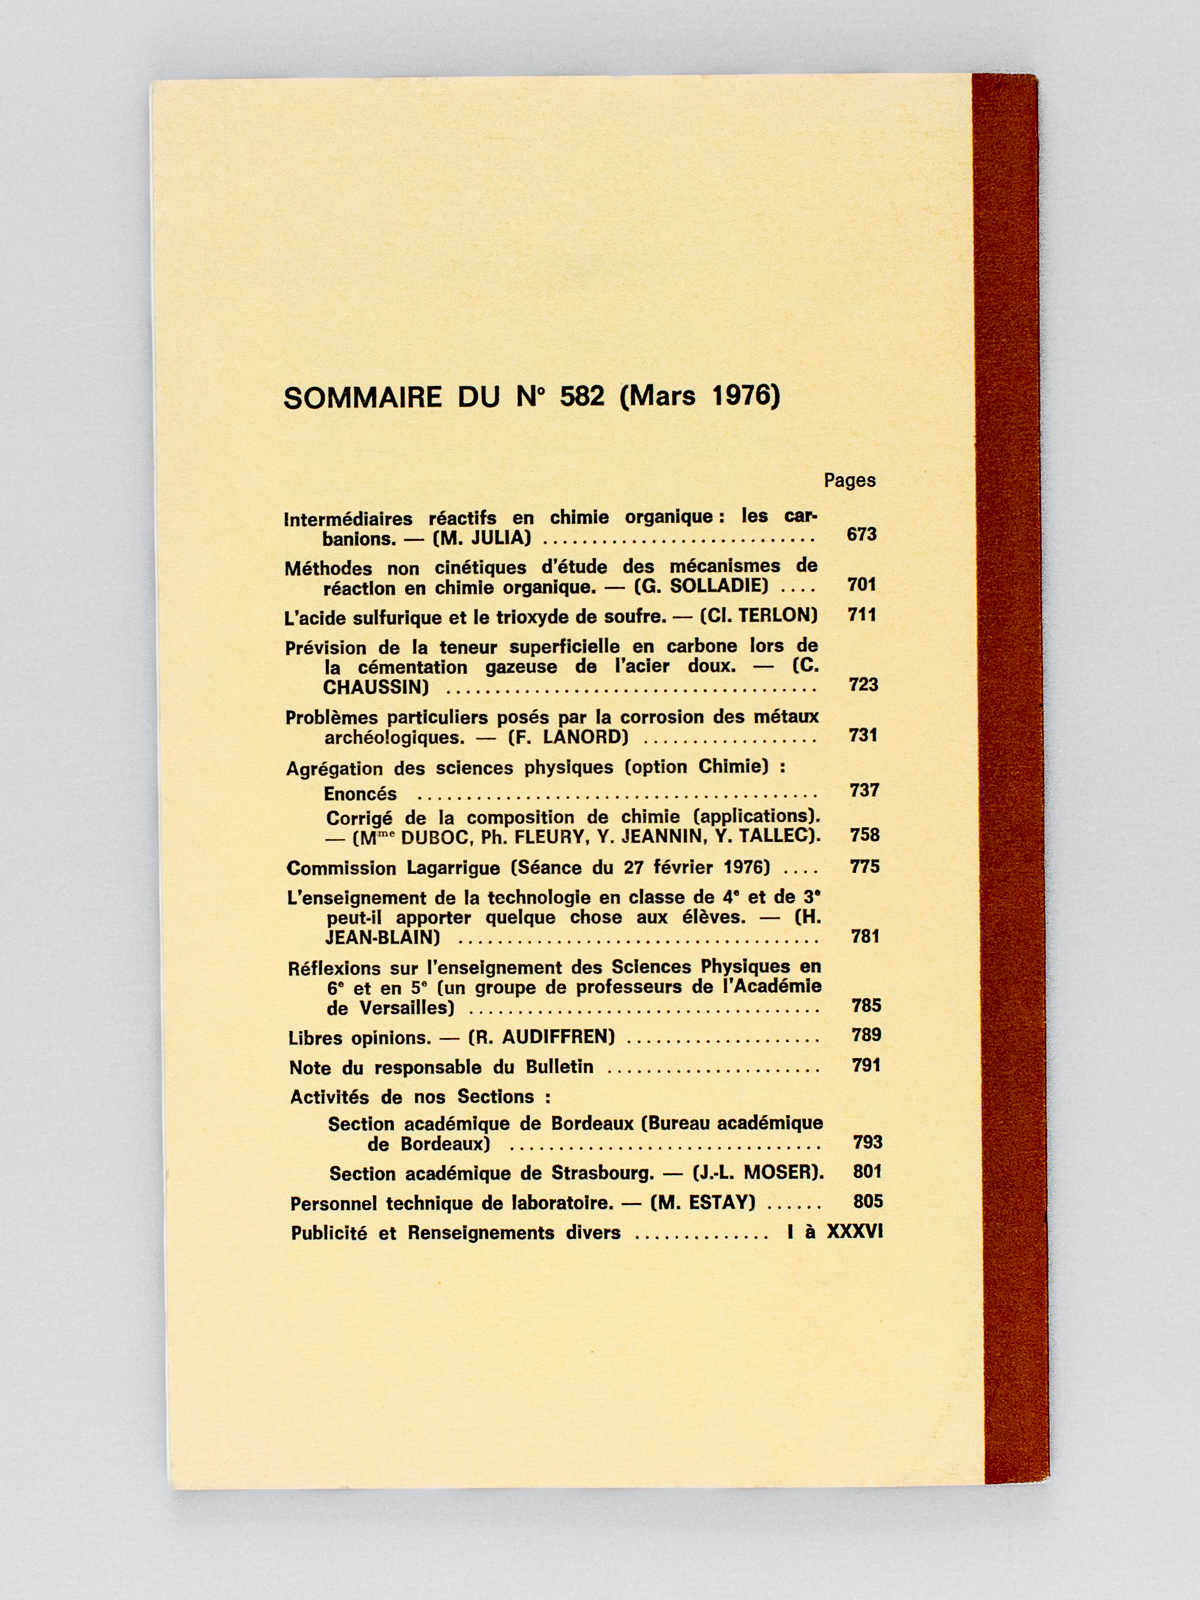 SOMMAIRE DU Nº 582 (Mars 1976)
Pages
Intermédiaires réactifs en chimie organique : les car-
banions. — (M. JULIA) ............................ 673
Méthodes non cinétiques d'étude des mécanismes de
réaction en chimie organique. — (G. SOLLADIE) .... 701
L'acide sulfurique et le trioxyde de soufre. — (Cl. TERLON) 711
Prévision de la teneur superficielle en carbone lors de
la cémentation gazeuse de l'acier doux. — (C.
CHAUSSIN) ...................................... 723
Problèmes particuliers posés par la corrosion des métaux
archéologiques. — (F. LANORD) .................. 731
Agrégation des sciences physiques (option Chimie) :
Enoncés ......................................... 737
Corrigé de la composition de chimie (applications).
— (Mme DUBOC, Ph. FLEURY, Y. JEANNIN, Y. TALLEC). 758
Commission Lagarrigue (Séance du 27 février 1976) .... 775
L'enseignement de la technologie en classe de 4e et de 3e
peut-il apporter quelque chose aux élèves. — (H.
JEAN-BLAIN) ..................................... 781
Réflexions sur l'enseignement des Sciences Physiques en
6e et en 5e (un groupe de professeurs de l'Académie
de Versailles) .................................... 785
Libres opinions. — (R. AUDIFFREN) .................... 789
Note du responsable du Bulletin ...................... 791
Activités de nos Sections :
Section académique de Bordeaux (Bureau académique
de Bordeaux) ................................ 793
Section académique de Strasbourg. — (J.-L. MOSER). 801
Personnel technique de laboratoire. — (M. ESTAY) ...... 805
Publicité et Renseignements divers .............. I à XXXVI